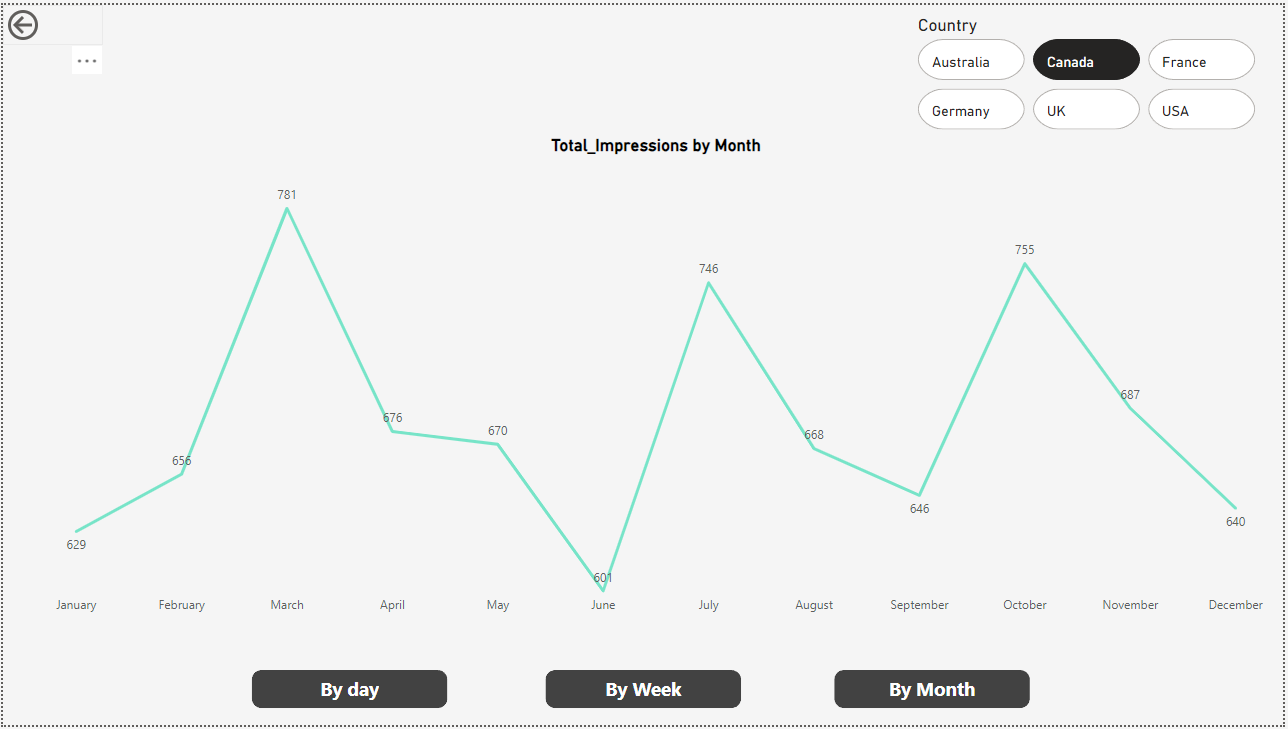 Country
Australia Canada France
Germany UK USA
Total_Impressions by Month
781
755
746
687
676
670
668
656
646
640
629
601
January February March April May June July August September October November December
By day By Week By Month